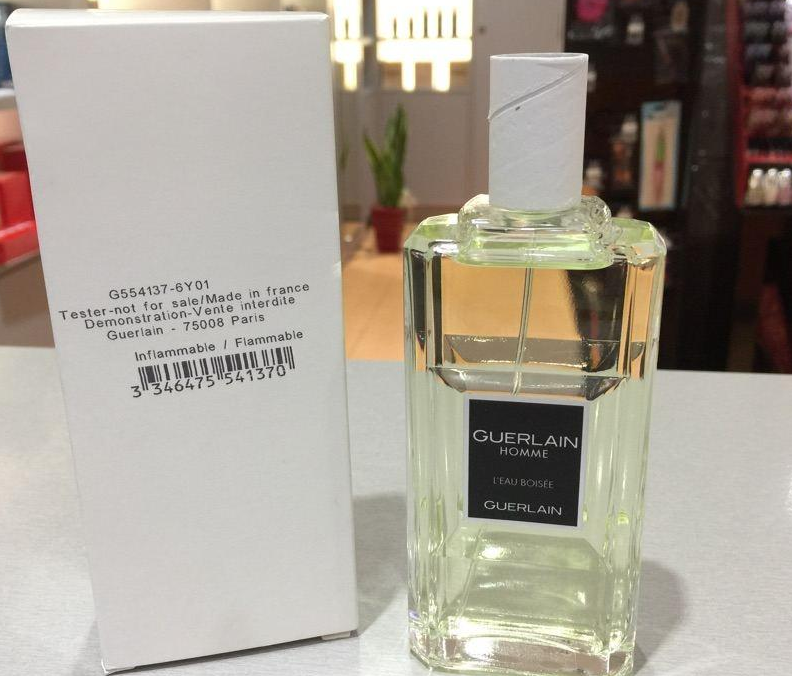 G554137-6Y01
Tester-not for sale/Made in france
Demonstration-Vente interdite
Guerlain - 75008 Paris
Inflammable / Flammable
3 346475 541370
GUERLAIN
HOMME
L'EAU BOISÉE
GUERLAIN